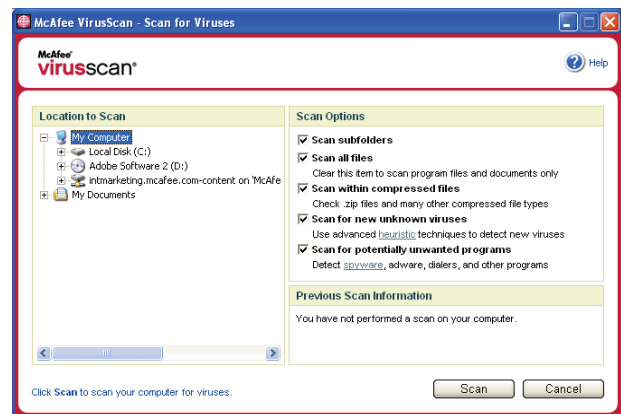 McAfee VirusScan - Scan for Viruses
McAfee®
virusscan®
Help
Location to Scan
My Computer
Local Disk (C:)
Adobe Software 2 (D:)
intmarketing.mcafee.com-content on 'McAfe
My Documents
Scan Options
Scan subfolders
Scan all files
Clear this item to scan program files and documents only
Scan within compressed files
Check .zip files and many other compressed file types
Scan for new unknown viruses
Use advanced heuristic techniques to detect new viruses
Scan for potentially unwanted programs
Detect spyware, adware, dialers, and other programs
Previous Scan Information
You have not performed a scan on your computer.
Click Scan to scan your computer for viruses.
Scan
Cancel